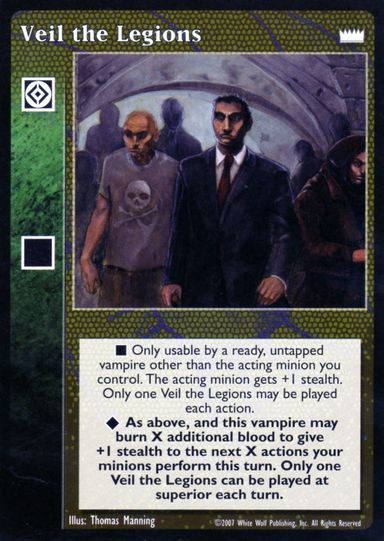 Veil the Legions
■ Only usable by a ready, untapped
vampire other than the acting minion you
control. The acting minion gets +1 stealth.
Only one Veil the Legions may be played
each action.
◆ As above, and this vampire may
burn X additional blood to give
+1 stealth to the next X actions your
minions perform this turn. Only one
Veil the Legions can be played at
superior each turn.
Illus: Thomas Manning
©2007 White Wolf Publishing, Inc. All Rights Reserved